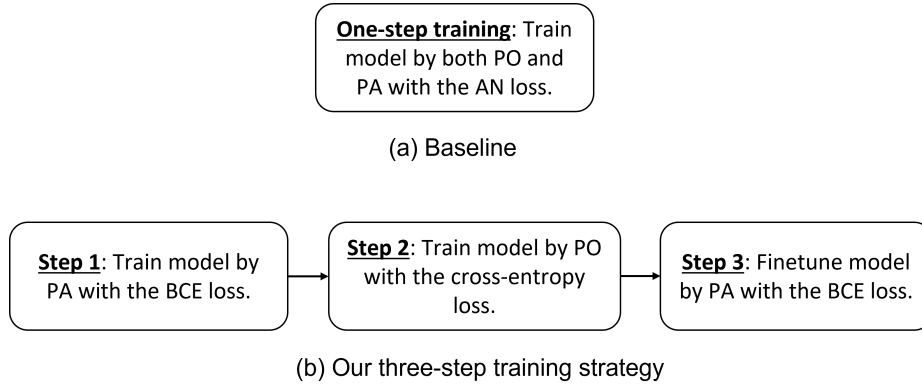 One-step training: Train
model by both PO and
PA with the AN loss.
(a) Baseline
Step 1: Train model by
PA with the BCE loss.
Step 2: Train model by PO
with the cross-entropy
loss.
Step 3: Finetune model
by PA with the BCE loss.
(b) Our three-step training strategy